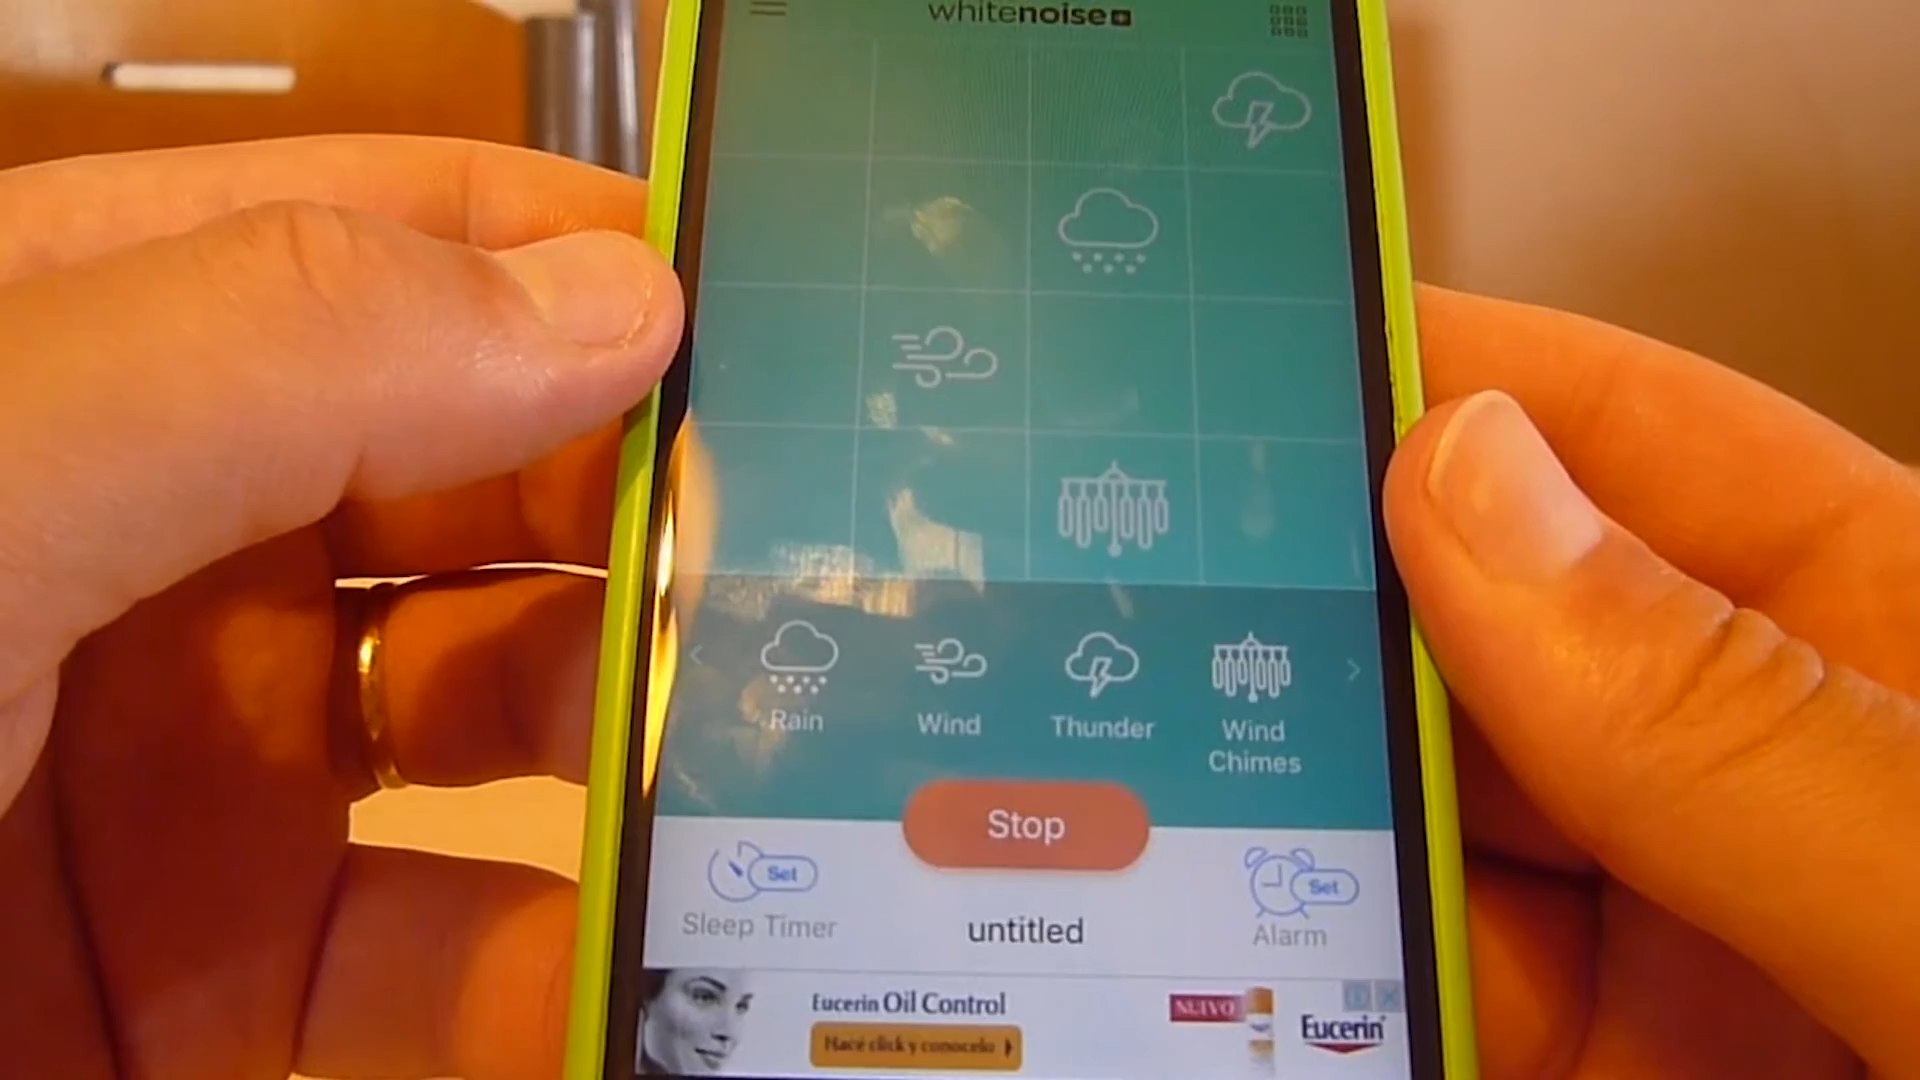 whitenoise+
Rain
Wind
Thunder
Wind
Chimes
Stop
Set
Sleep Timer
untitled
Set
Alarm
Eucerin Oil Control
Hacé click y conocelo
NUEVO
Eucerin